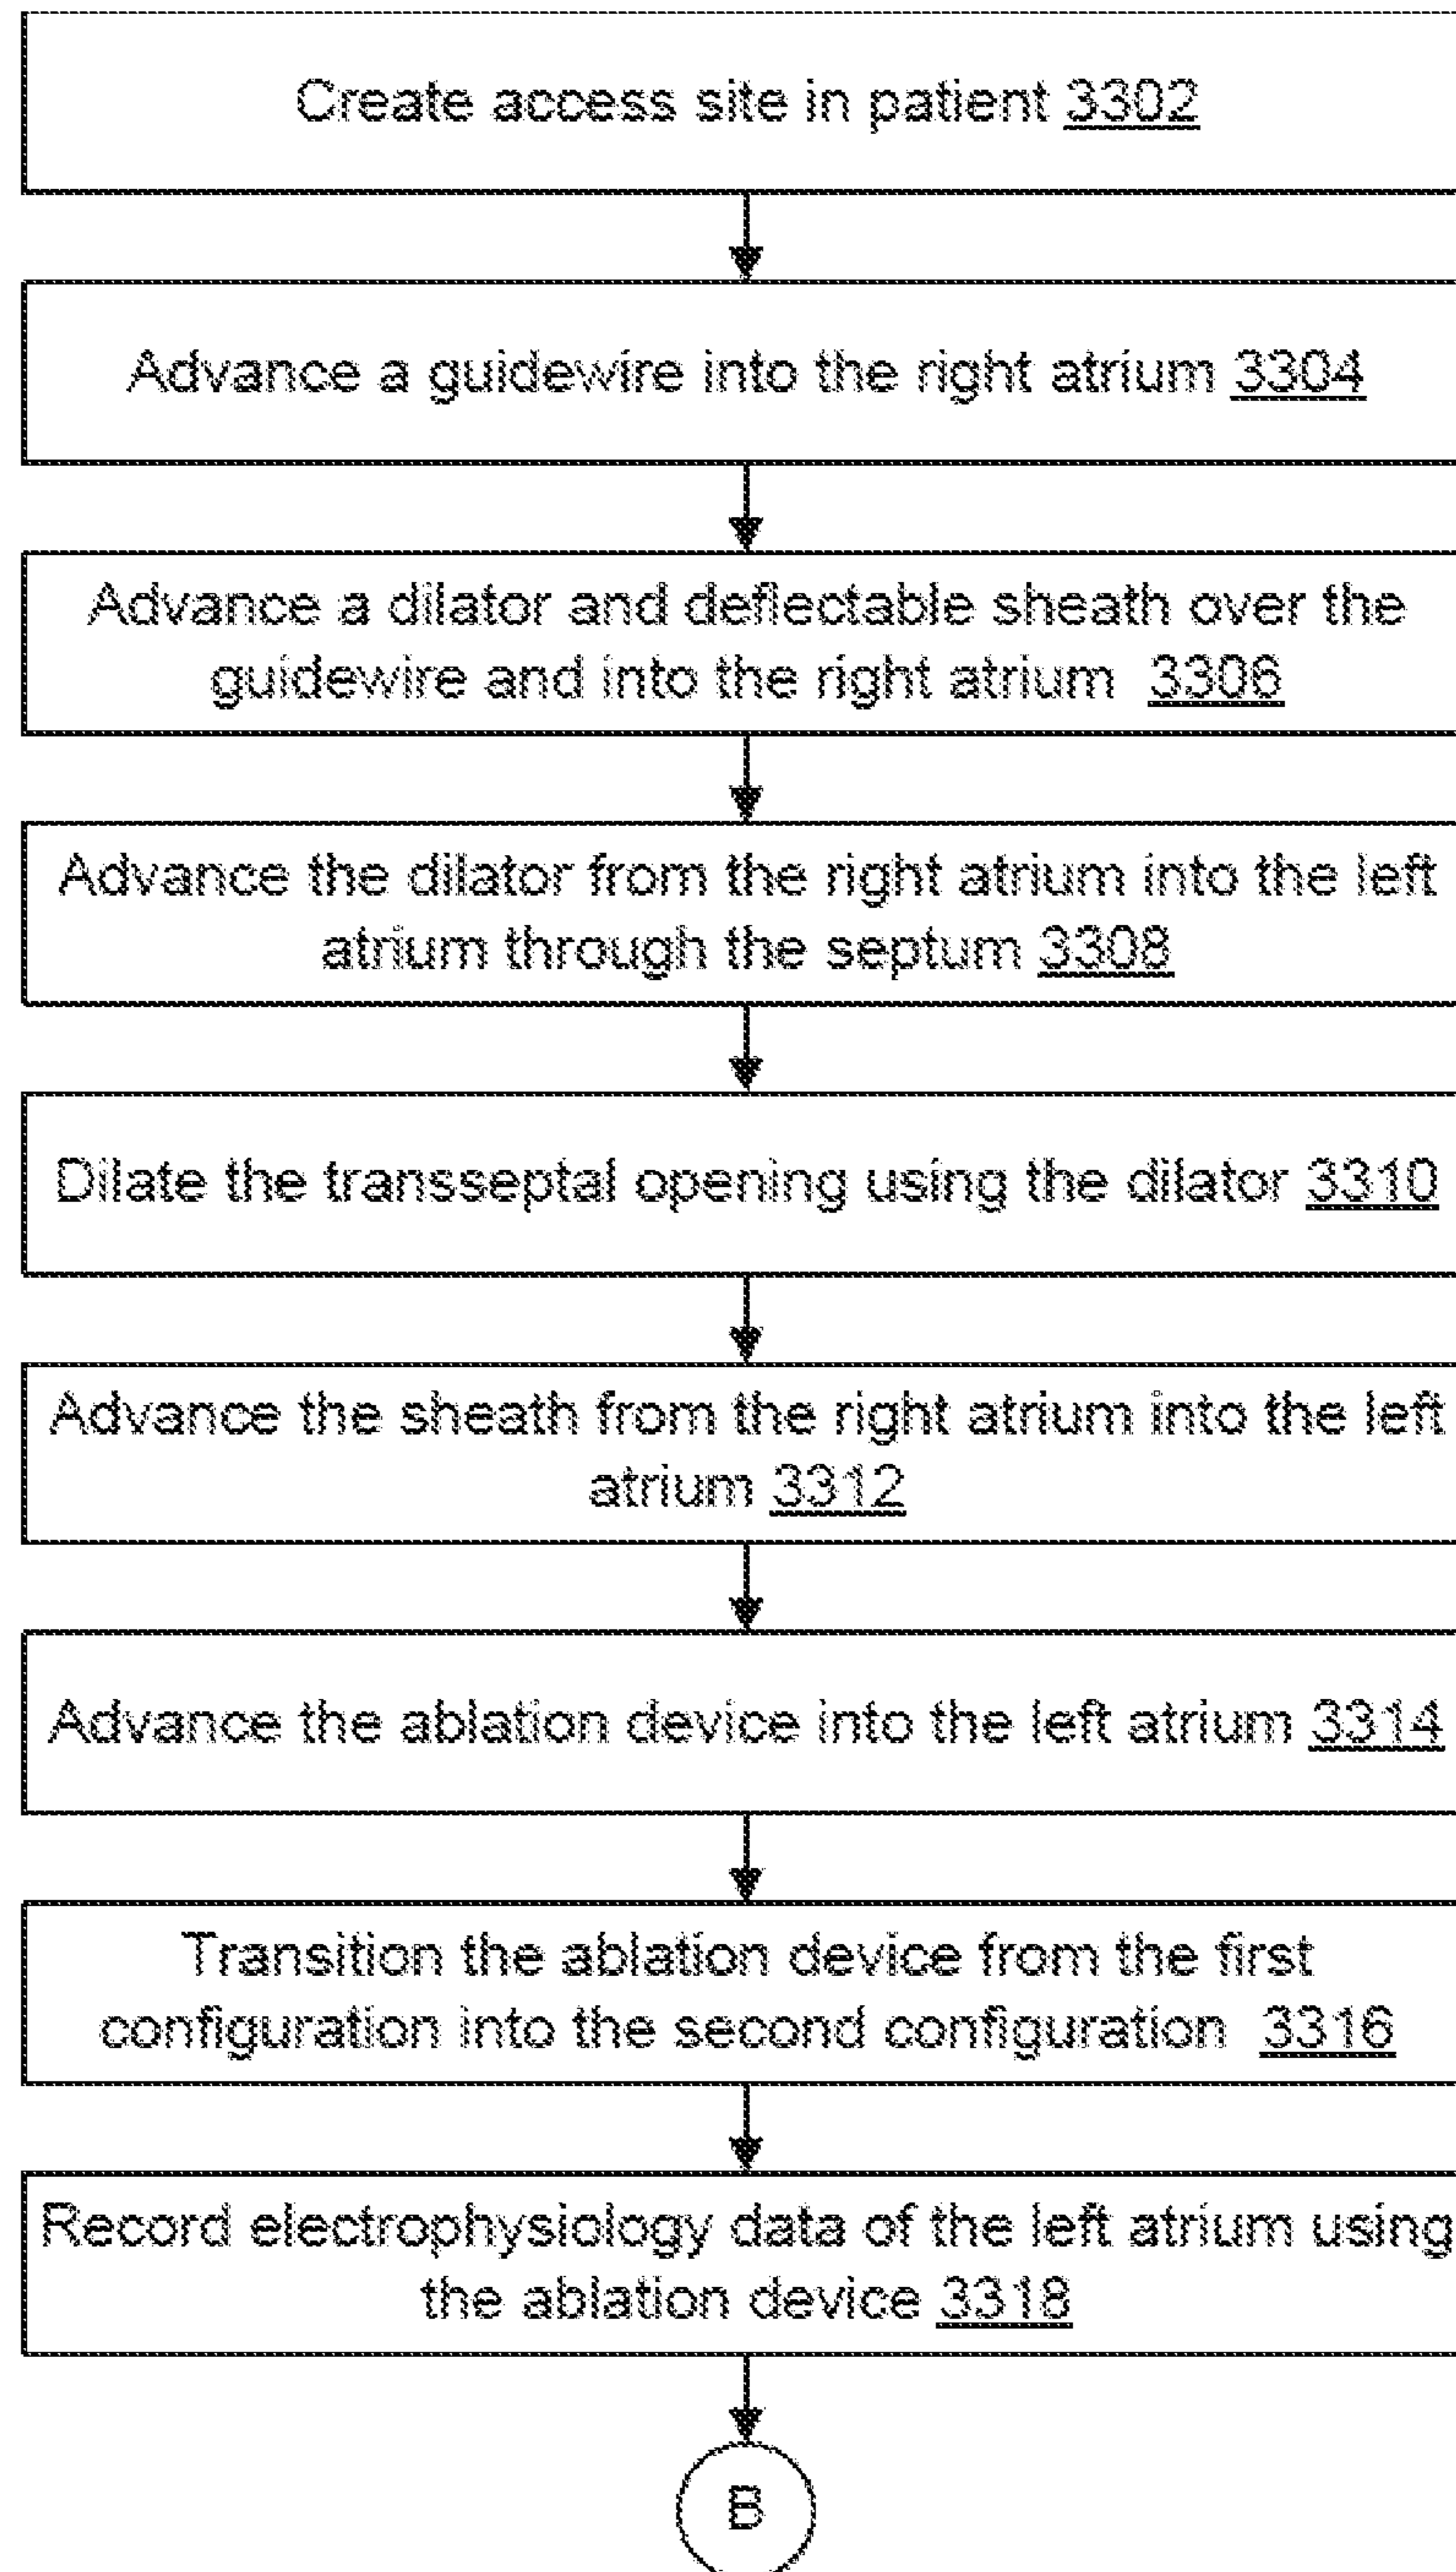 Create access site in patient 3302
Advance a guidewire into the right atrium 3304
Advance a dilator and deflectable sheath over the
guidewire and into the right atrium 3306
Advance the dilator from the right atrium into the left
atrium through the septum 3308
Dilate the transseptal opening using the dilator 3310
Advance the sheath from the right atrium into the left
atrium 3312
Advance the ablation device into the left atrium 3314
Transition the ablation device from the first
configuration into the second configuration 3316
Record electrophysiology data of the left atrium using
the ablation device 3318
B